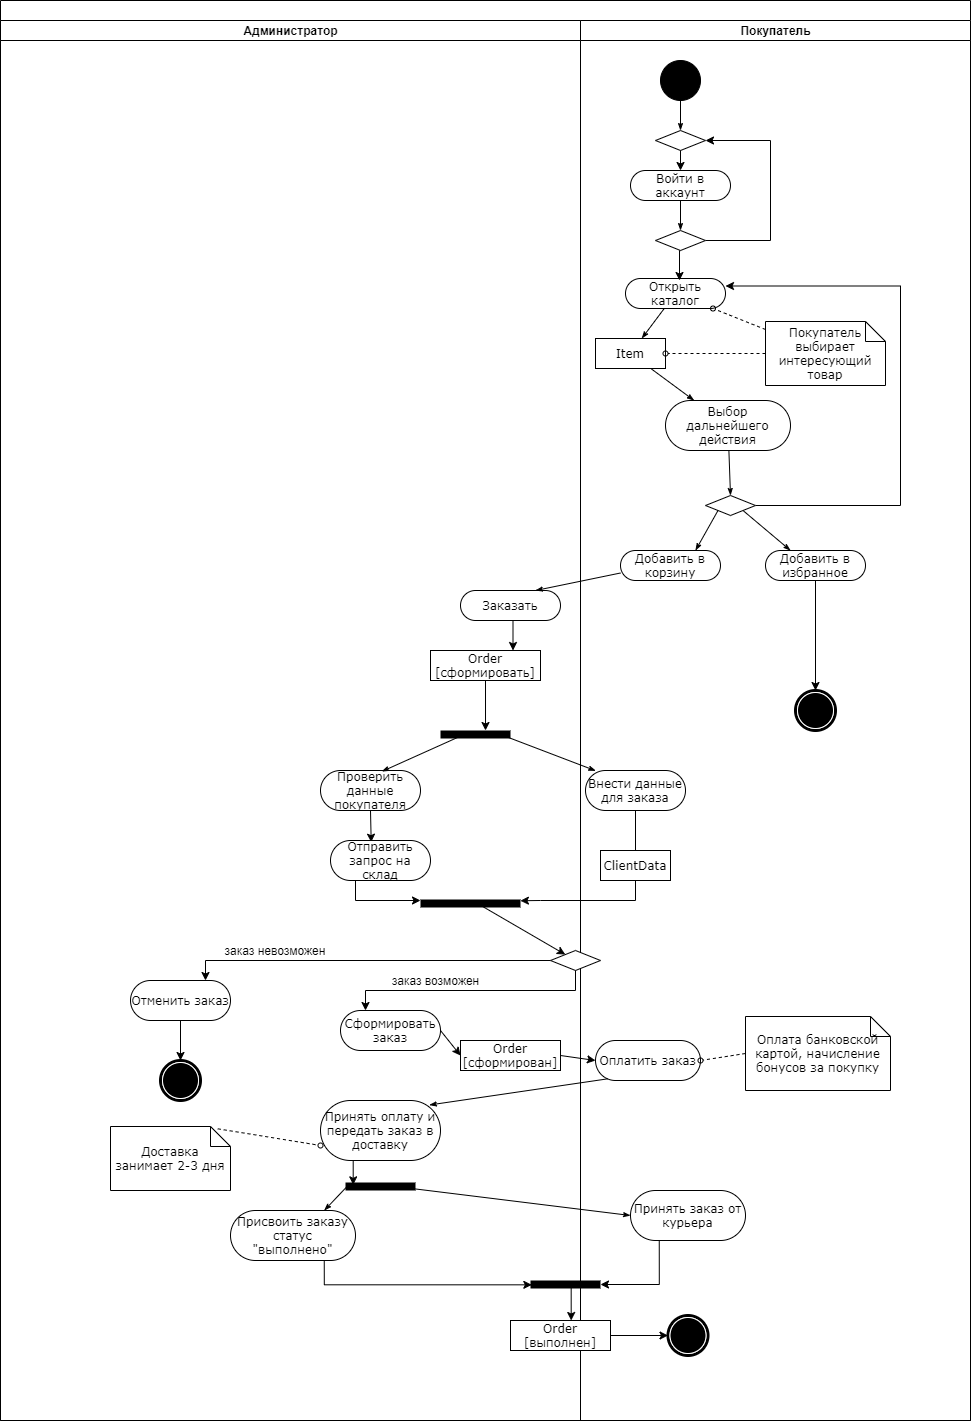 Администратор
Покупатель
Войти в
аккаунт
Открыть
каталог
Покупатель
выбирает
интересующий
товар
Item
Выбор
дальнейшего
действия
Добавить в
корзину
Добавить в
избранное
Заказать
Order
[сформировать]
Проверить
данные
покупателя
Внести данные
для заказа
Отправить
запрос на
склад
ClientData
заказ невозможен
заказ возможен
Отменить заказ
Сформировать
заказ
Order
[сформирован]
Оплатить заказ
Оплата банковской
картой, начисление
бонусов за покупку
Принять оплату и
передать заказ в
доставку
Доставка
занимает 2-3 дня
Присвоить заказу
статус
"выполнено"
Принять заказ от
курьера
Order
[выполнен]